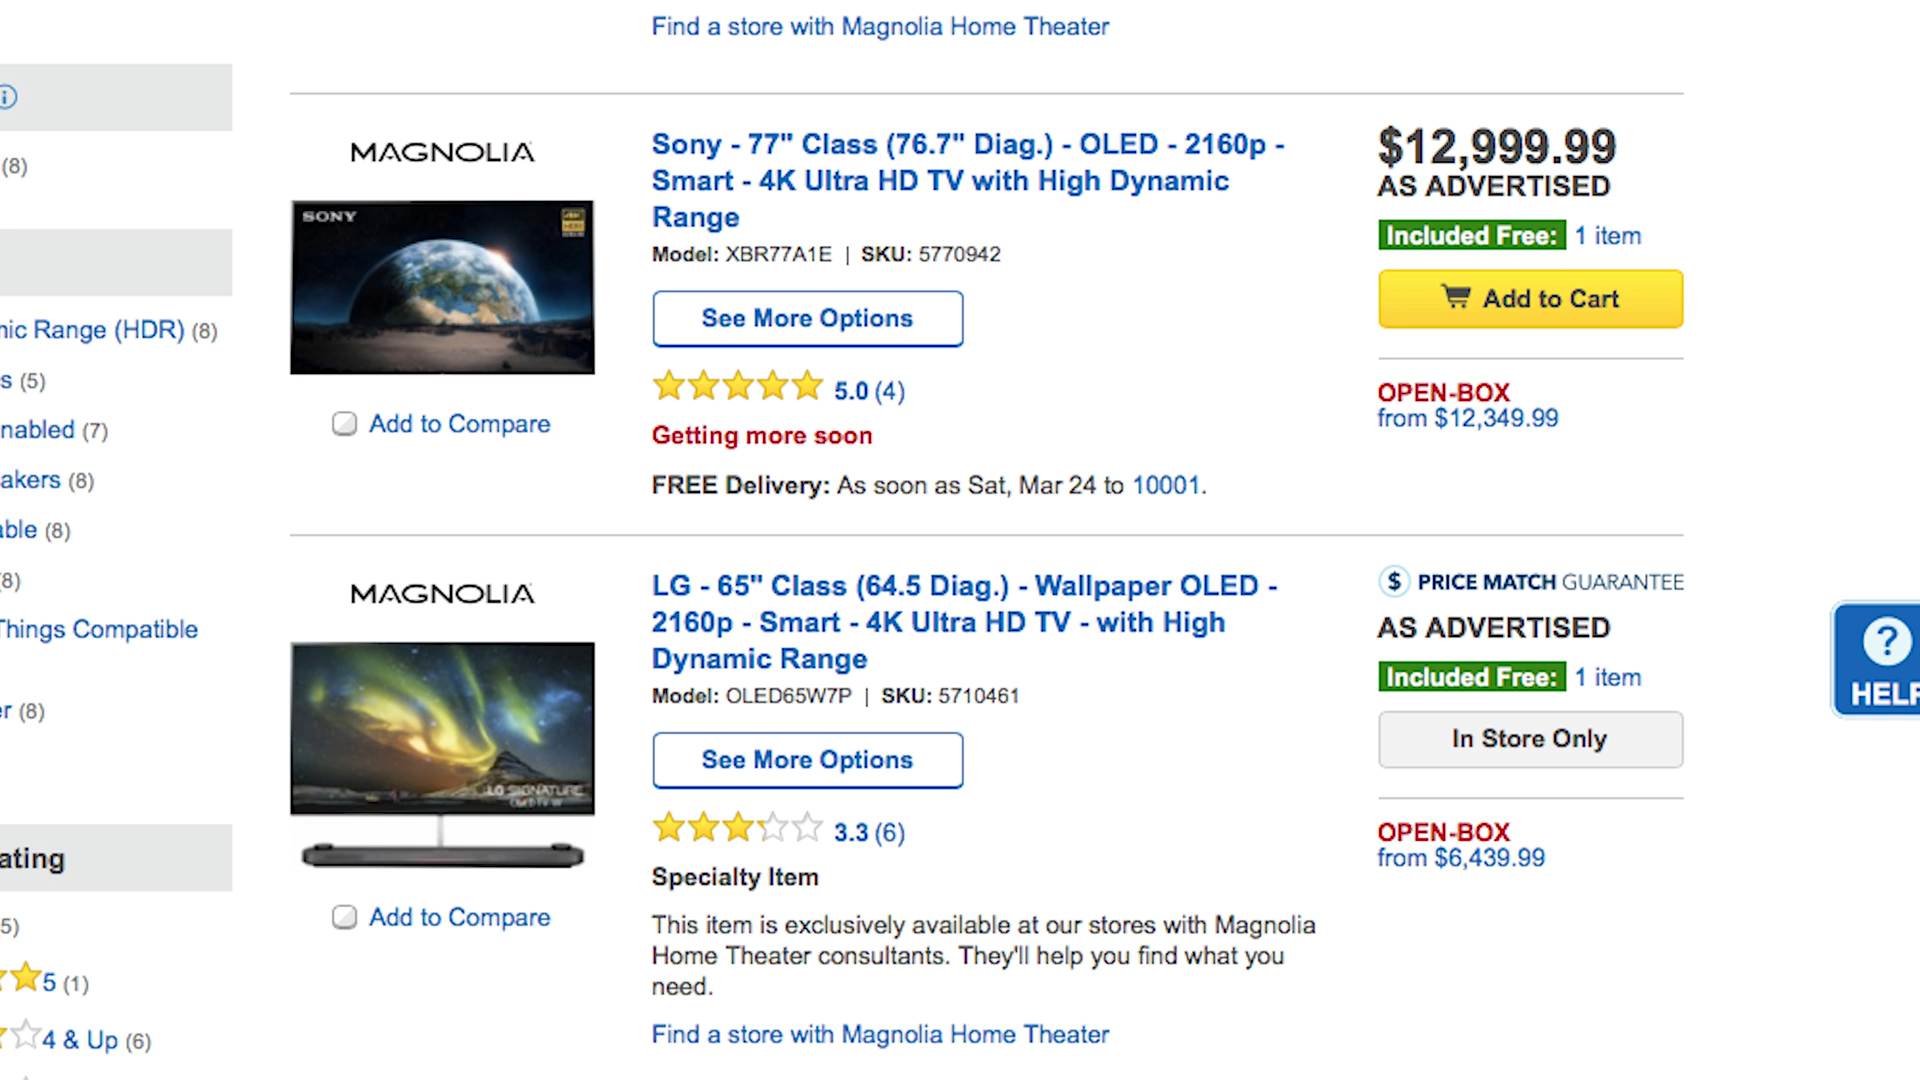 Find a store with Magnolia Home Theater
(8)
mic Range (HDR) (8)
s (5)
nabled (7)
akers (8)
able (8)
(8)
Things Compatible
er (8)
ating
5)
5 (1)
4 & Up (6)
MAGNOLIA
SONY
4K
HDR
Add to Compare
Sony - 77" Class (76.7" Diag.) - OLED - 2160p -
Smart - 4K Ultra HD TV with High Dynamic
Range
Model: XBR77A1E | SKU: 5770942
See More Options
5.0 (4)
Getting more soon
FREE Delivery: As soon as Sat, Mar 24 to 10001.
$12,999.99
AS ADVERTISED
Included Free: 1 item
Add to Cart
OPEN-BOX
from $12,349.99
MAGNOLIA
LG SIGNATURE
OLED TV W
Add to Compare
LG - 65" Class (64.5 Diag.) - Wallpaper OLED -
2160p - Smart - 4K Ultra HD TV - with High
Dynamic Range
Model: OLED65W7P | SKU: 5710461
See More Options
3.3 (6)
Specialty Item
This item is exclusively available at our stores with Magnolia
Home Theater consultants. They'll help you find what you
need.
Find a store with Magnolia Home Theater
$ PRICE MATCH GUARANTEE
AS ADVERTISED
Included Free: 1 item
In Store Only
OPEN-BOX
from $6,439.99
?
HELP